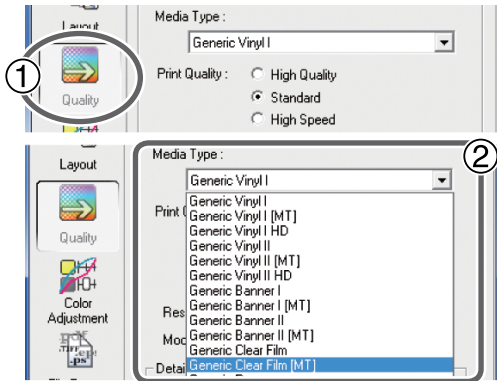 Layout
Media Type :
Generic Vinyl I
1
Print Quality :
High Quality
Quality
Standard
High Speed
2
Layout
Media Type :
Generic Vinyl I
Quality
Print
Generic Vinyl I
Generic Vinyl I [MT]
Generic Vinyl I HD
Generic Vinyl II
Generic Vinyl II [MT]
Generic Vinyl II HD
Color
Adjustment
Res
Generic Banner I
Generic Banner I [MT]
Generic Banner II
Mod
Generic Banner II [MT]
Generic Clear Film
Detai
Generic Clear Film [MT]
.ps